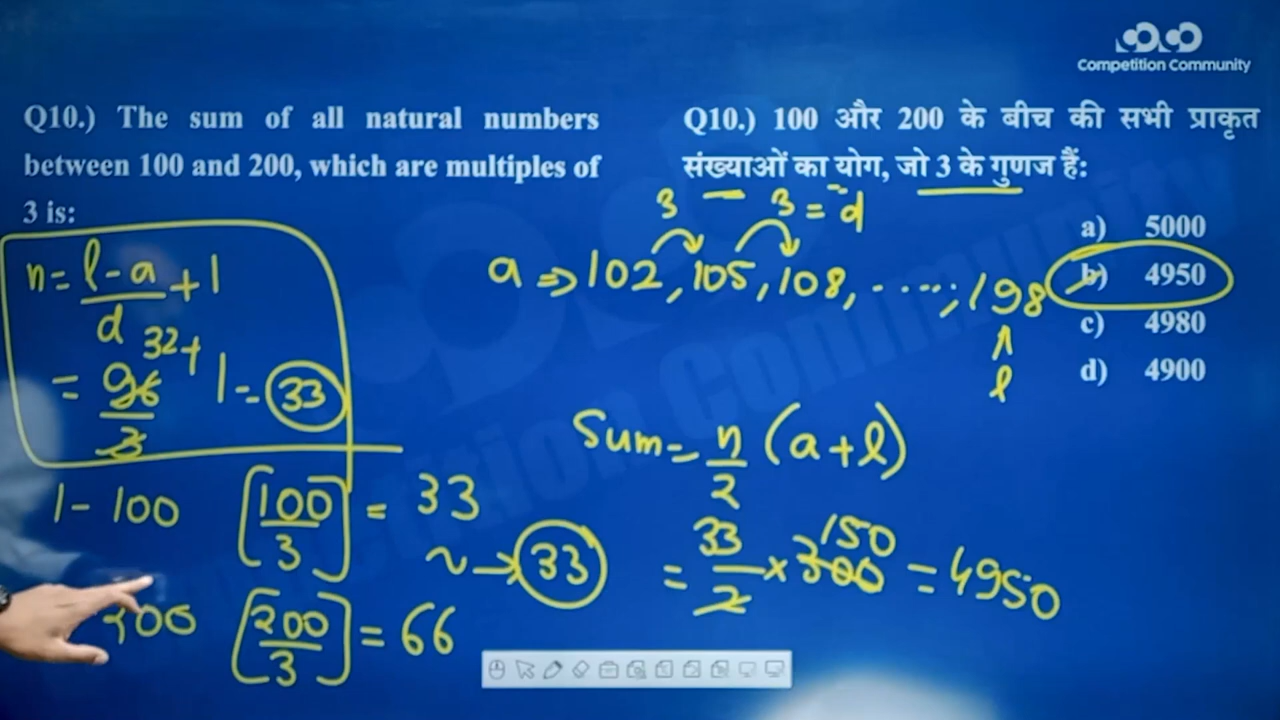 Competition Community
Q10.) The sum of all natural numbers
between 100 and 200, which are multiples of
3 is:
Q10.) 100 और 200 के बीच की सभी प्राकृत
संख्याओं का योग, जो 3 के गुणज हैं:
a) 5000
b) 4950
c) 4980
d) 4900
3 3 = d
a ⇒ 102, 105, 108, ....., 198
↑
l
n = (l - a)/d + 1
= 96/3 32 + 1 = 33
1 - 100 [100/3] = 33
~ → 33
200 [200/3] = 66
Sum = n/2 (a + l)
= 33/2 × 300 150 = 4950